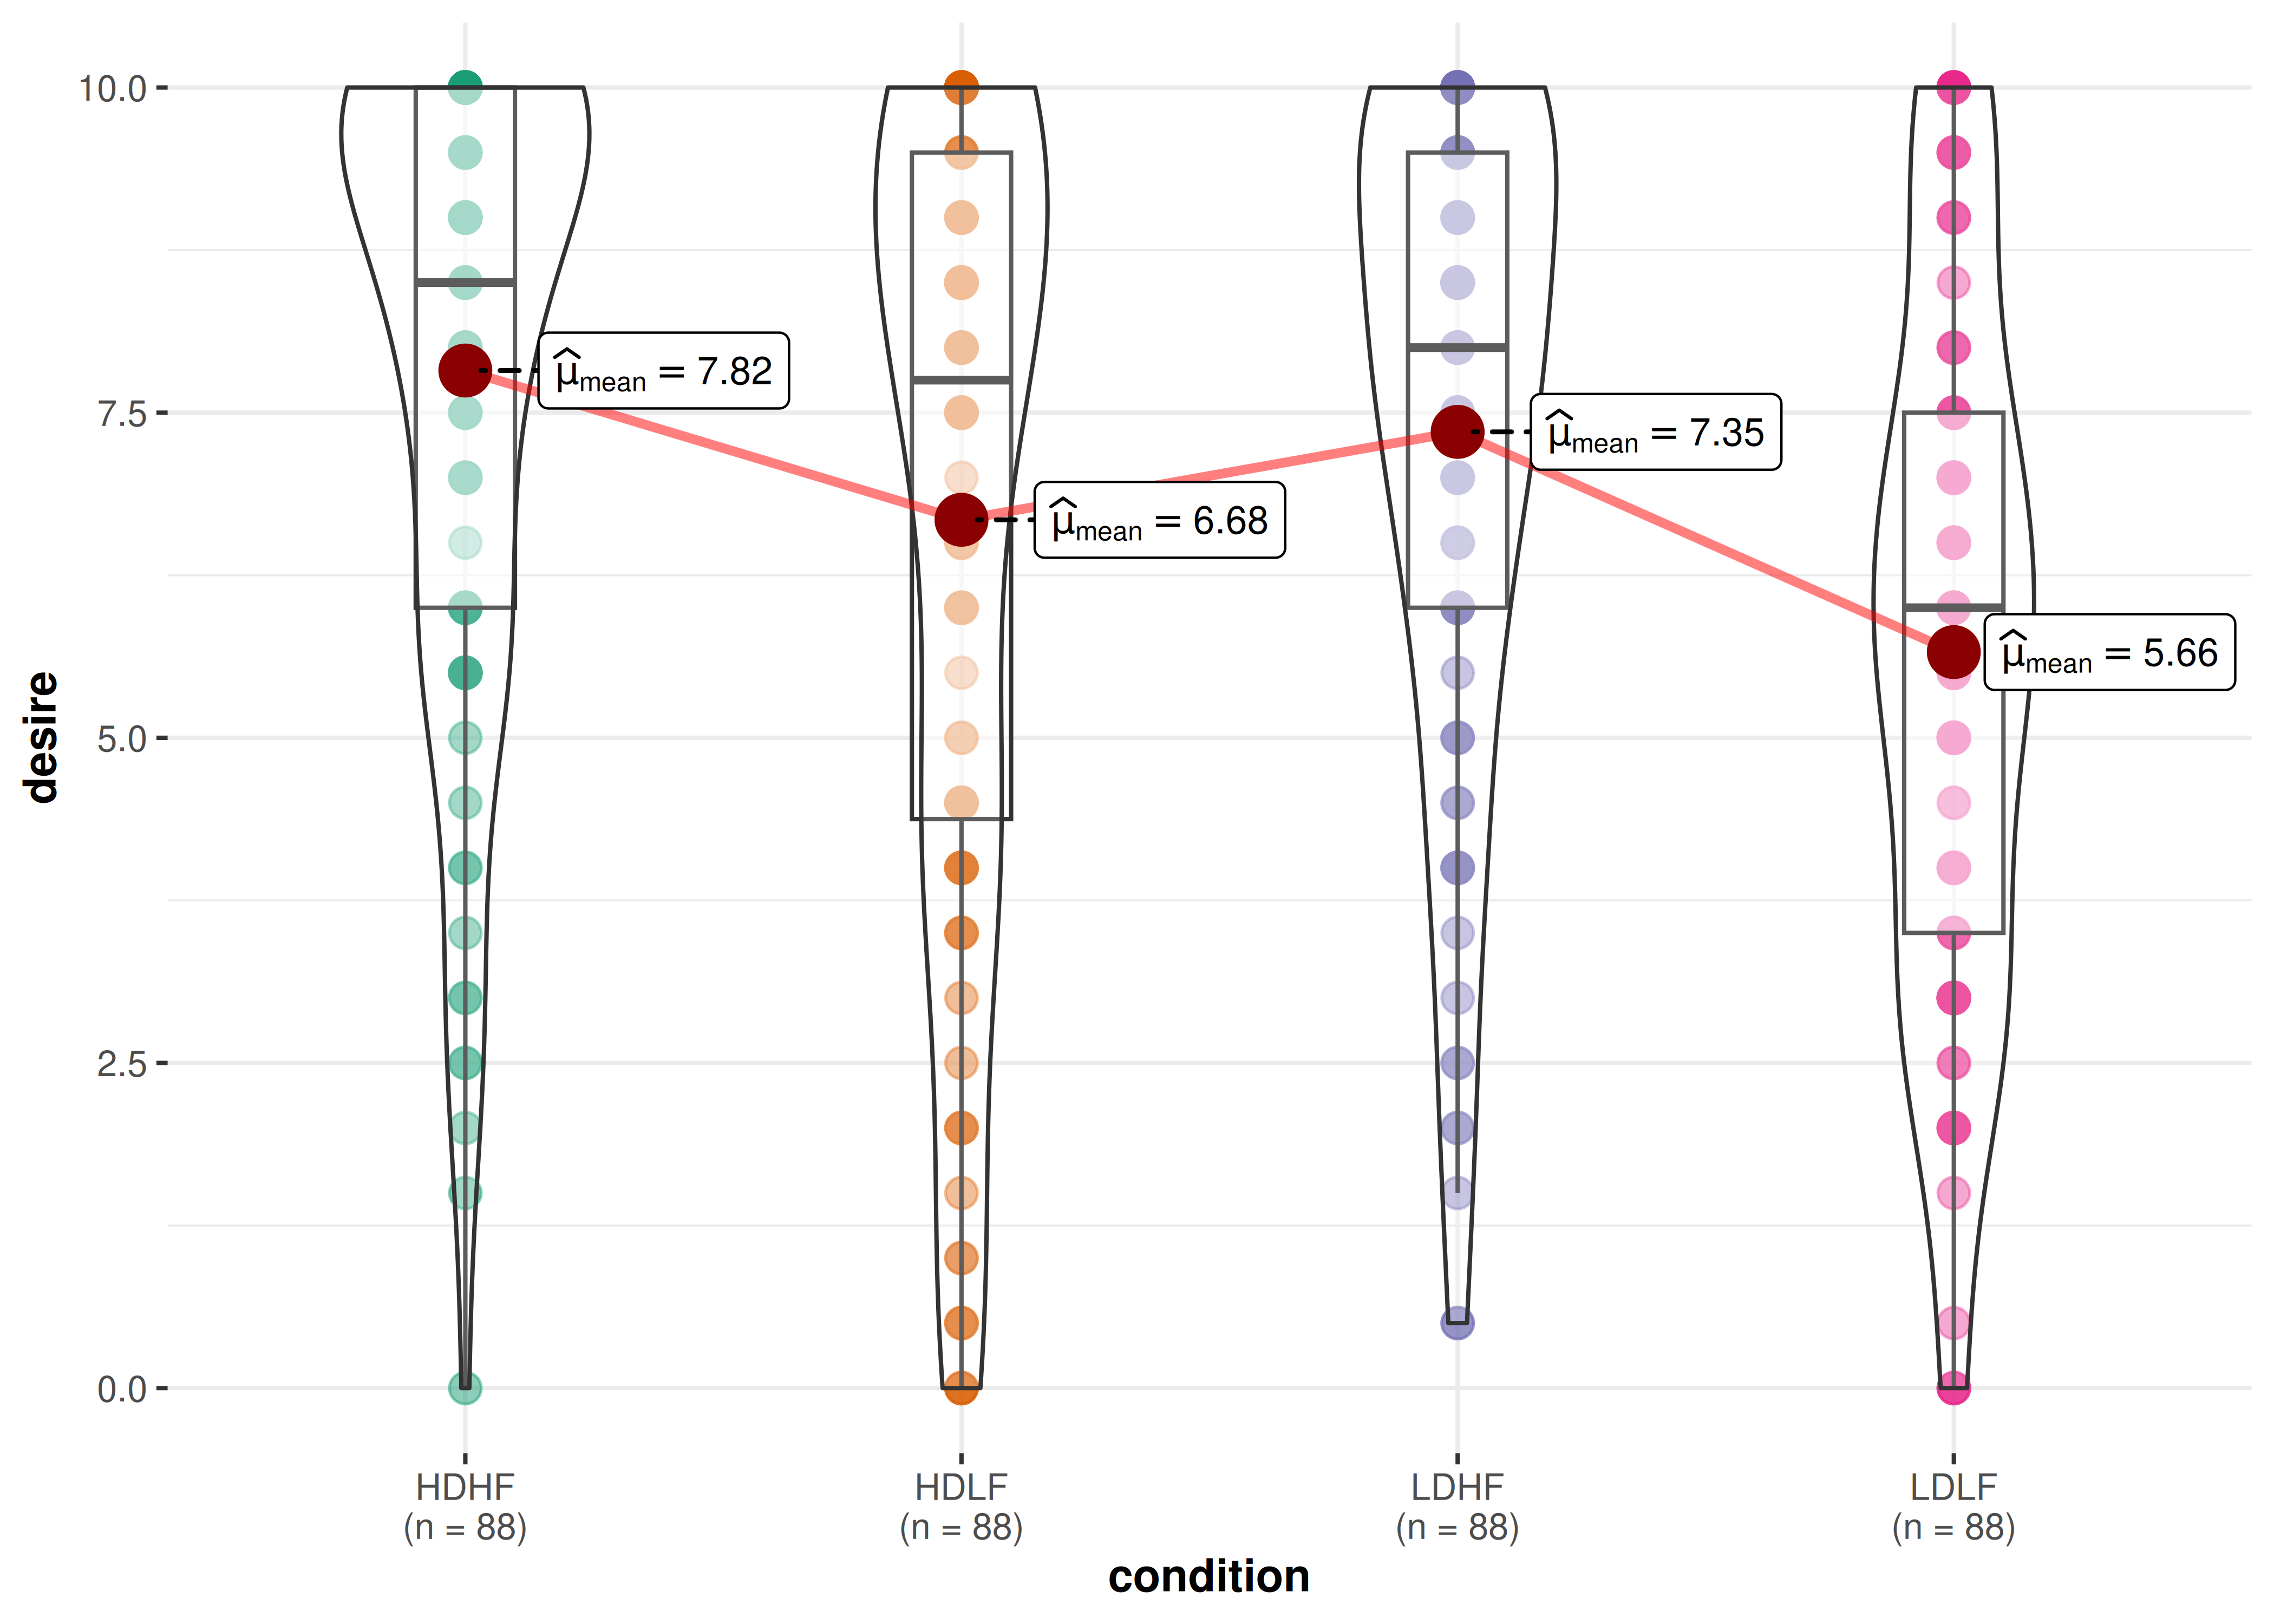 10.0
7.5
5.0
2.5
0.0
desire
μ̂mean = 7.82
μ̂mean = 6.68
μ̂mean = 7.35
μ̂mean = 5.66
HDHF
(n = 88)
HDLF
(n = 88)
LDHF
(n = 88)
LDLF
(n = 88)
condition